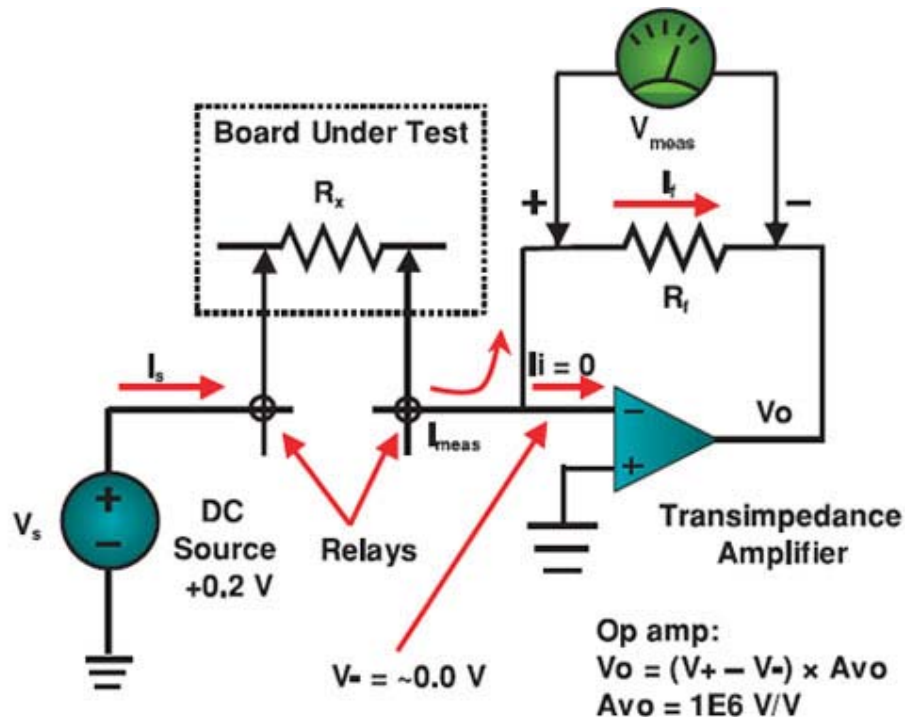 V meas
Board Under Test
Rx
+
If
−
Rf
Is
Ii = 0
−
Vo
Imeas
+
+
−
Vs
DC
Source
+0.2 V
Relays
Transimpedance
Amplifier
V- = ~0.0 V
Op amp:
Vo = (V+ – V-) × Avo
Avo = 1E6 V/V